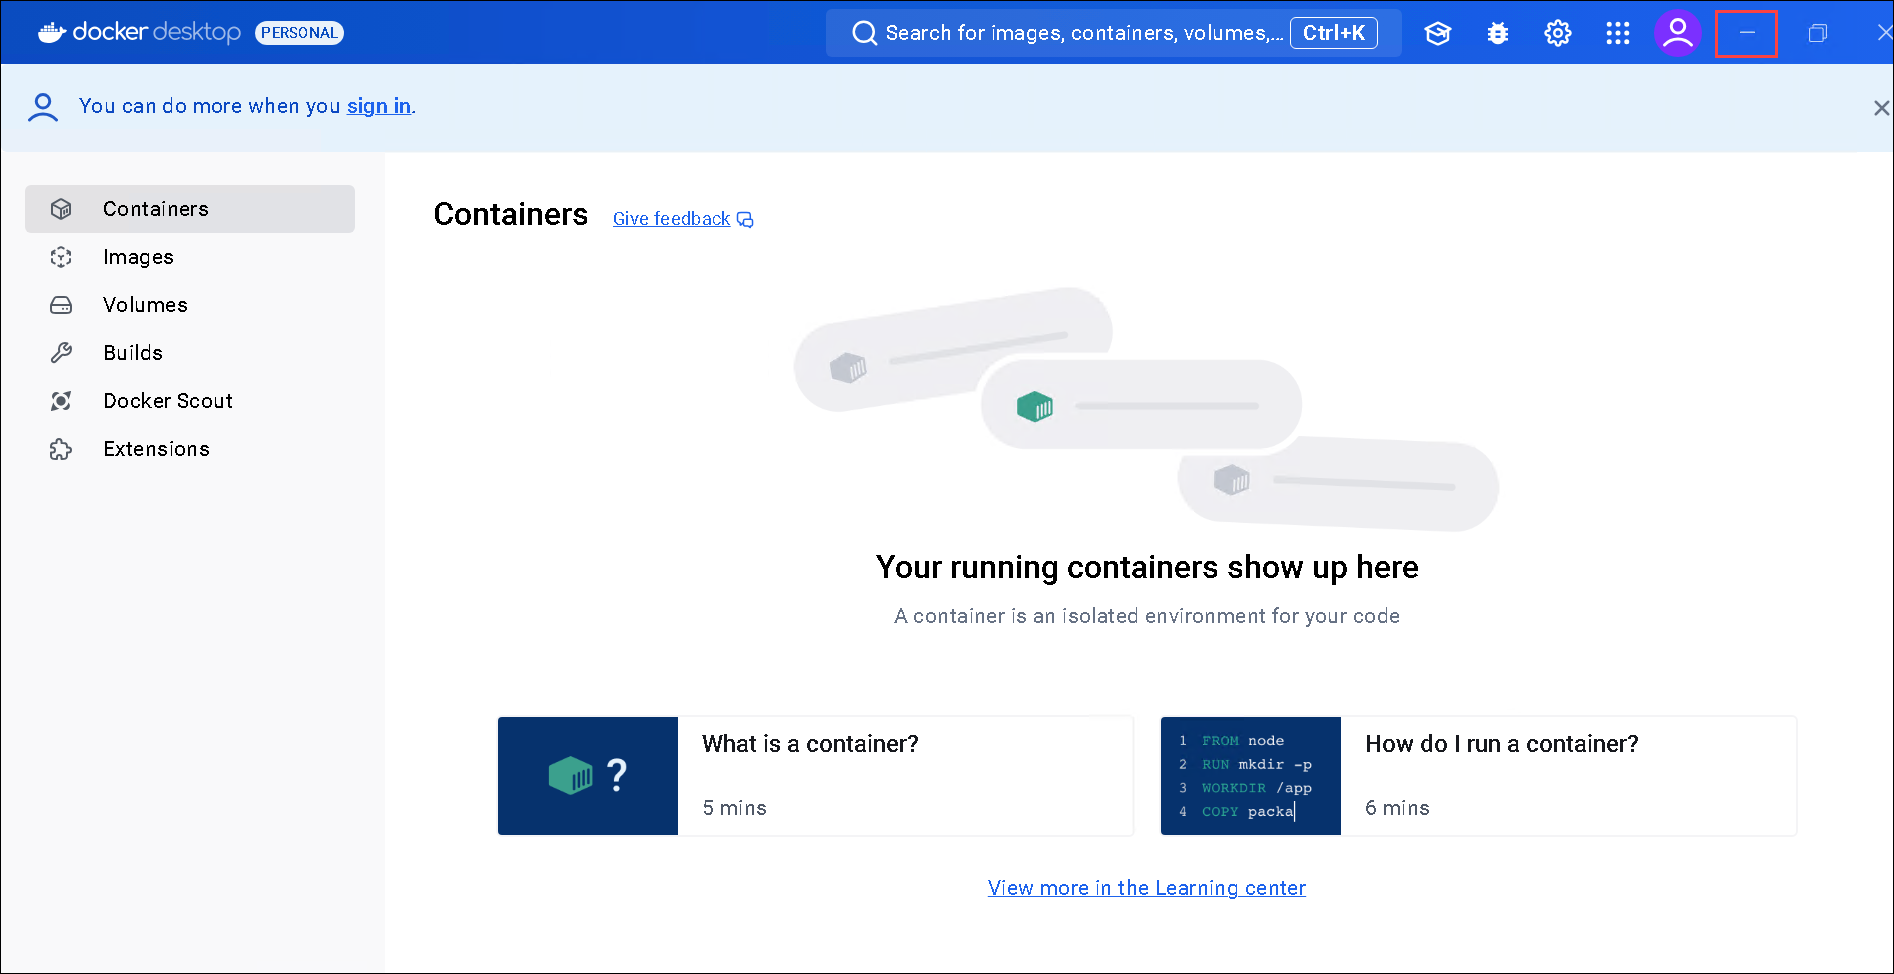 docker desktop PERSONAL Search for images, containers, volumes,... Ctrl+K
You can do more when you sign in.
Containers
Images
Volumes
Builds
Docker Scout
Extensions
Containers Give feedback
Your running containers show up here
A container is an isolated environment for your code
?
What is a container?
5 mins
1 FROM node
2 RUN mkdir -p
3 WORKDIR /app
4 COPY packa
How do I run a container?
6 mins
View more in the Learning center